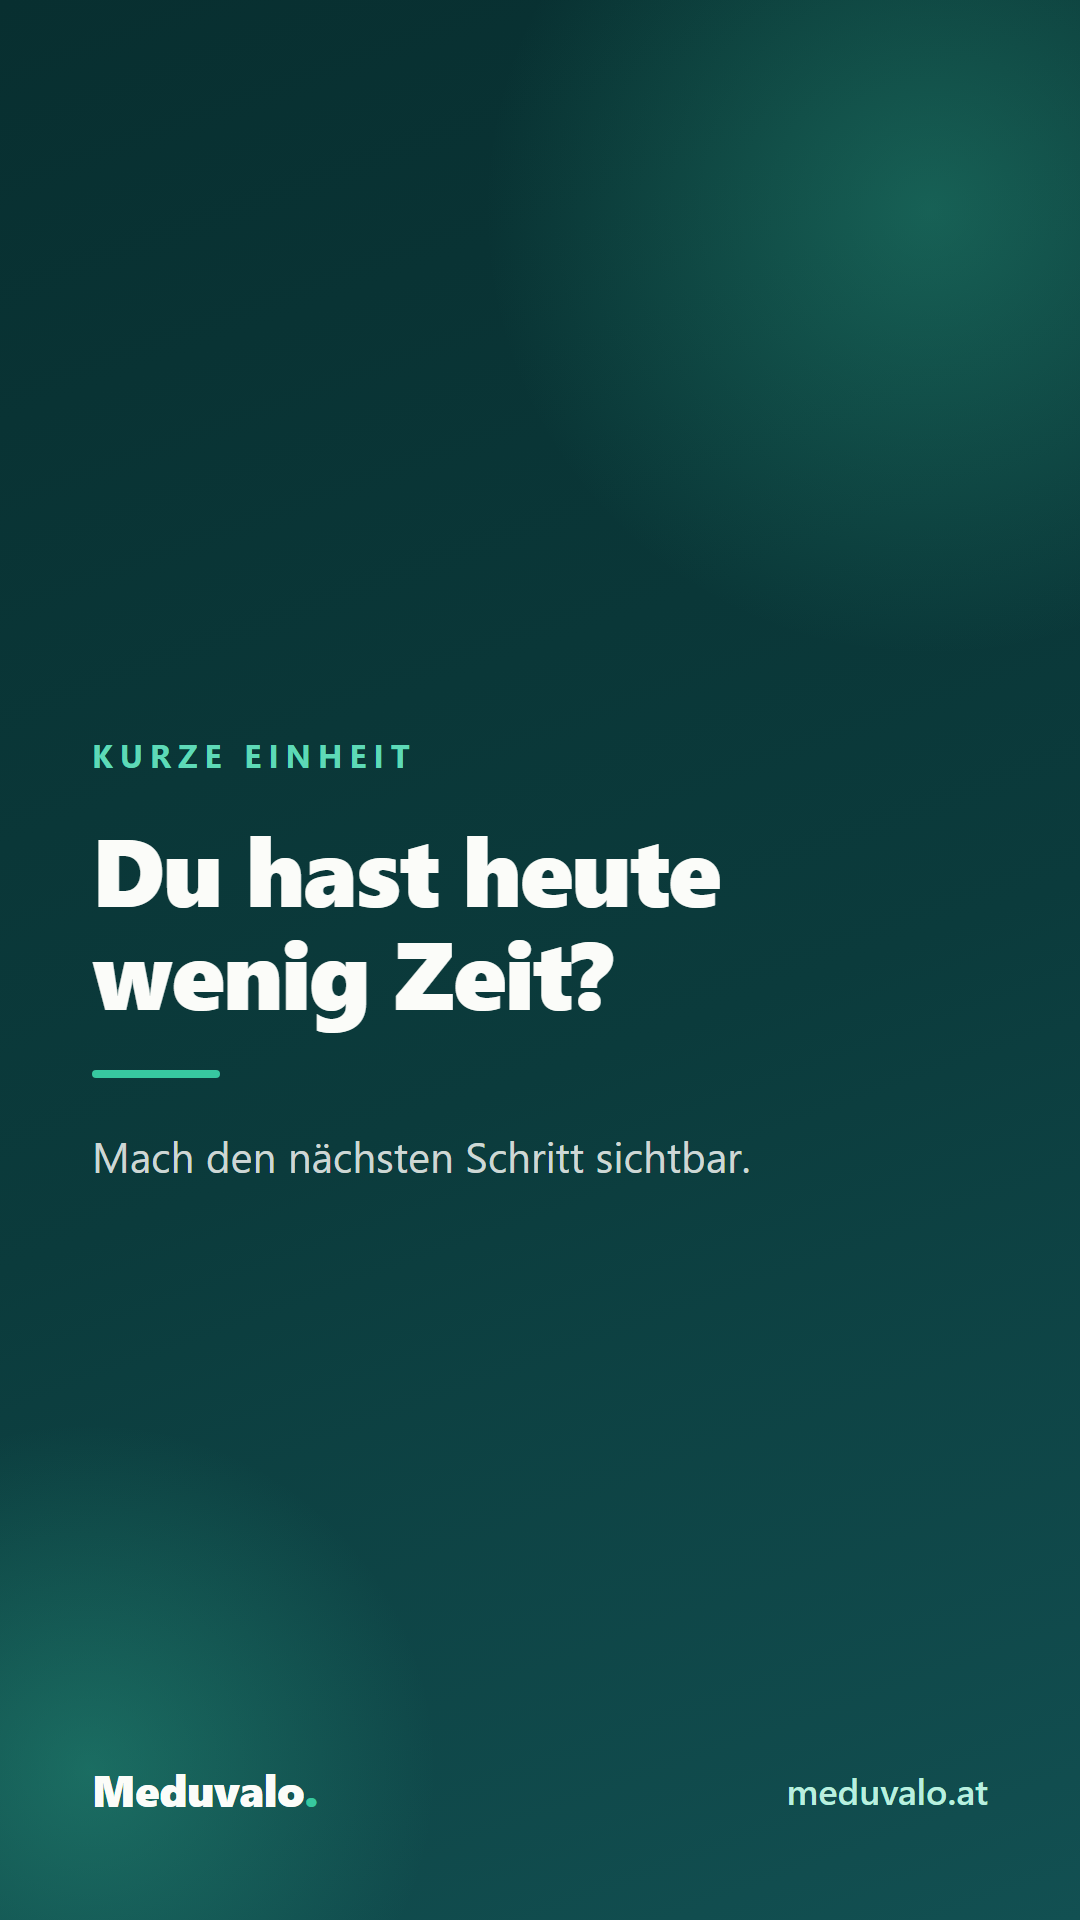 KURZE EINHEIT
Du hast heute
wenig Zeit?
Mach den nächsten Schritt sichtbar.
Meduvalo.
meduvalo.at